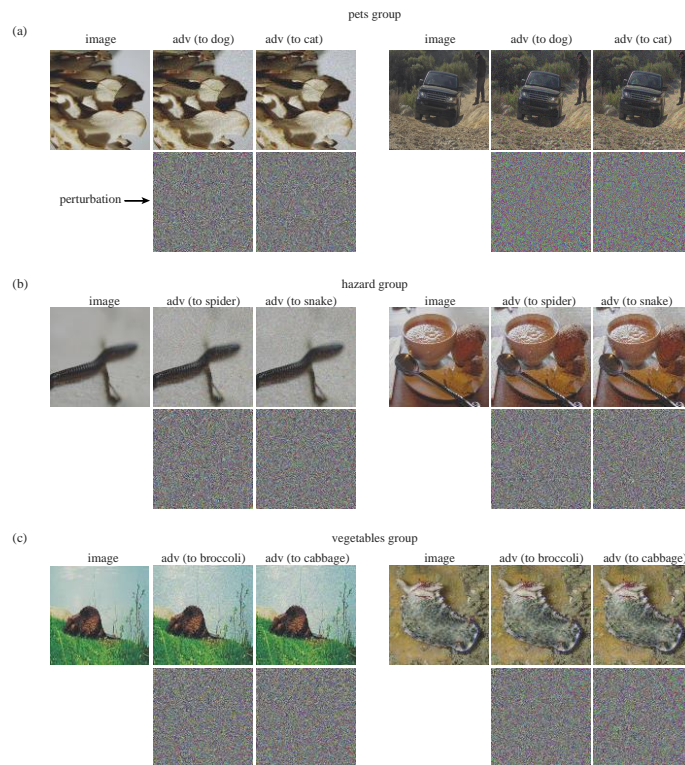 pets group
(a)
image adv (to dog) adv (to cat) image adv (to dog) adv (to cat)
perturbation
(b)
hazard group
image adv (to spider) adv (to snake) image adv (to spider) adv (to snake)
(c)
vegetables group
image adv (to broccoli) adv (to cabbage) image adv (to broccoli) adv (to cabbage)